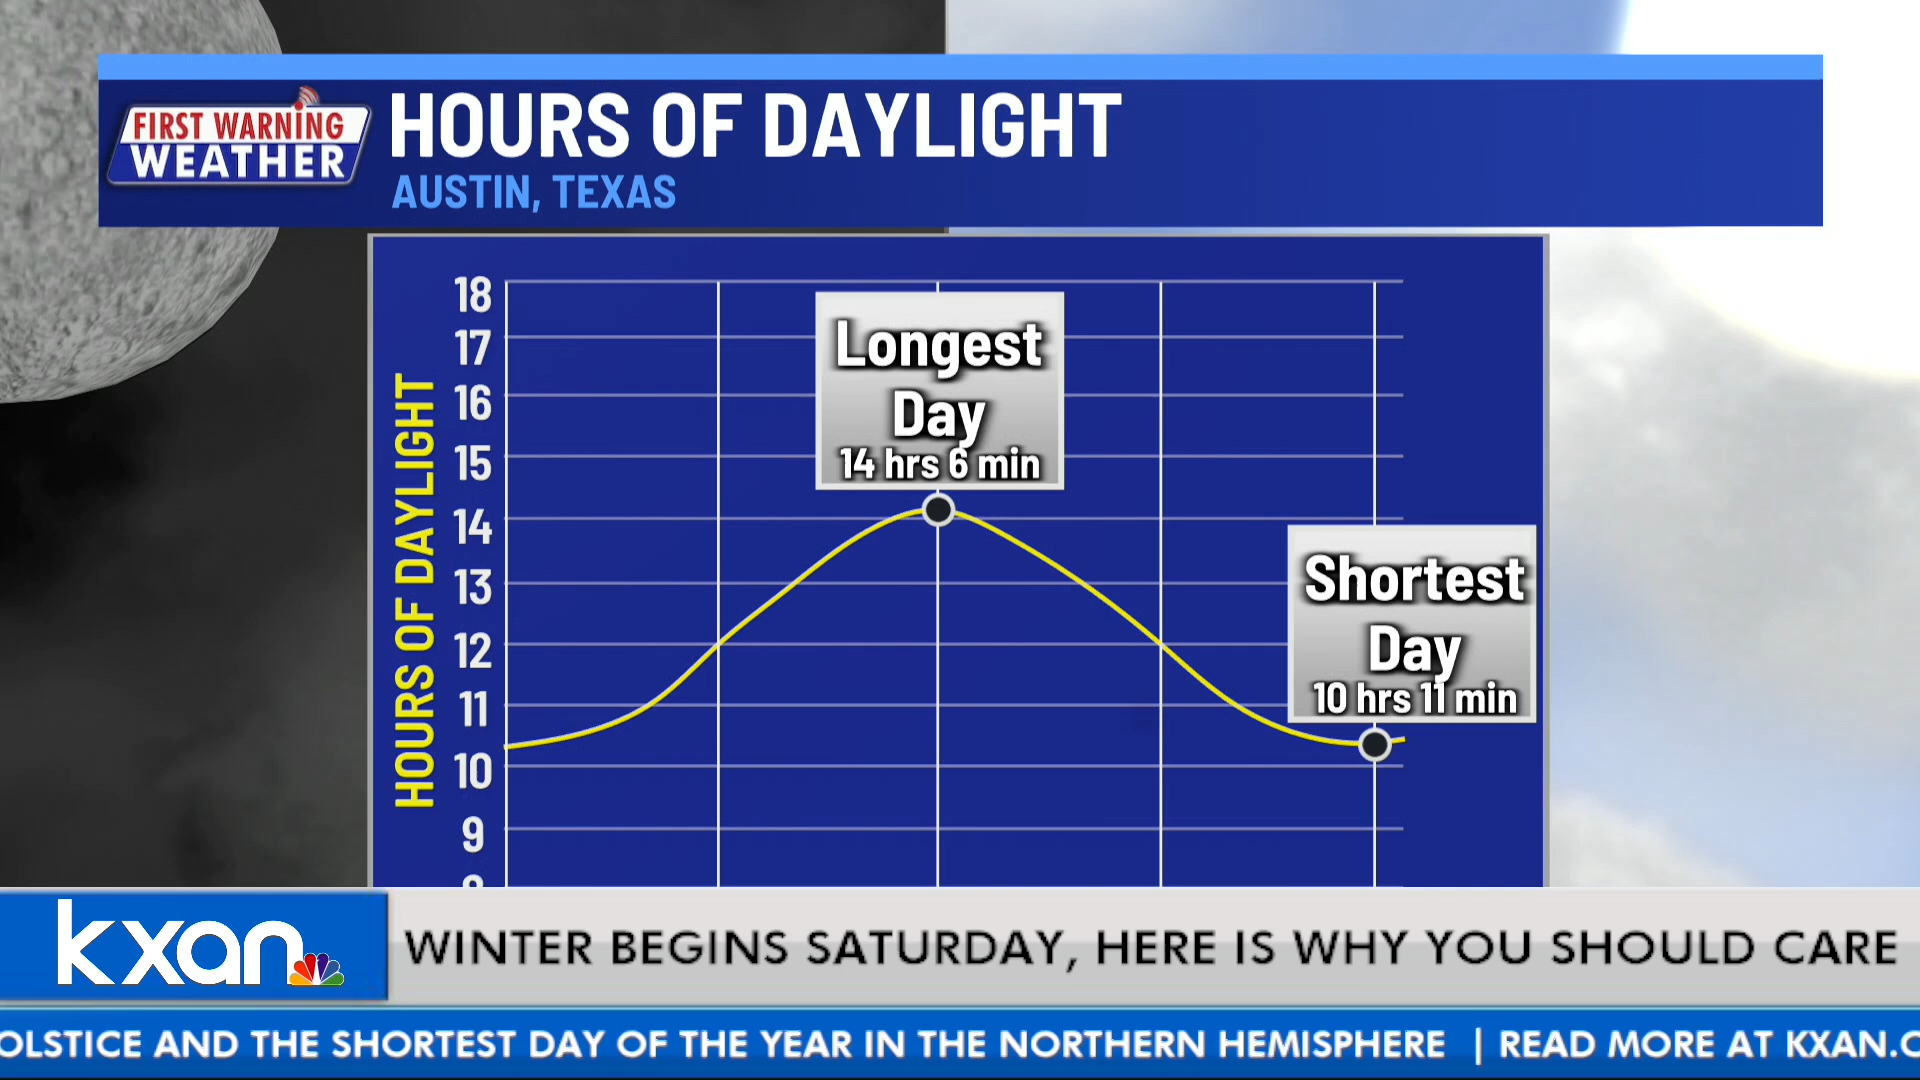 FIRST WARNING
WEATHER
HOURS OF DAYLIGHT
AUSTIN, TEXAS
HOURS OF DAYLIGHT
18
17
16
15
14
13
12
11
10
9
Longest
Day
14 hrs 6 min
Shortest
Day
10 hrs 11 min
kxan
WINTER BEGINS SATURDAY, HERE IS WHY YOU SHOULD CARE
OLSTICE AND THE SHORTEST DAY OF THE YEAR IN THE NORTHERN HEMISPHERE | READ MORE AT KXAN.C